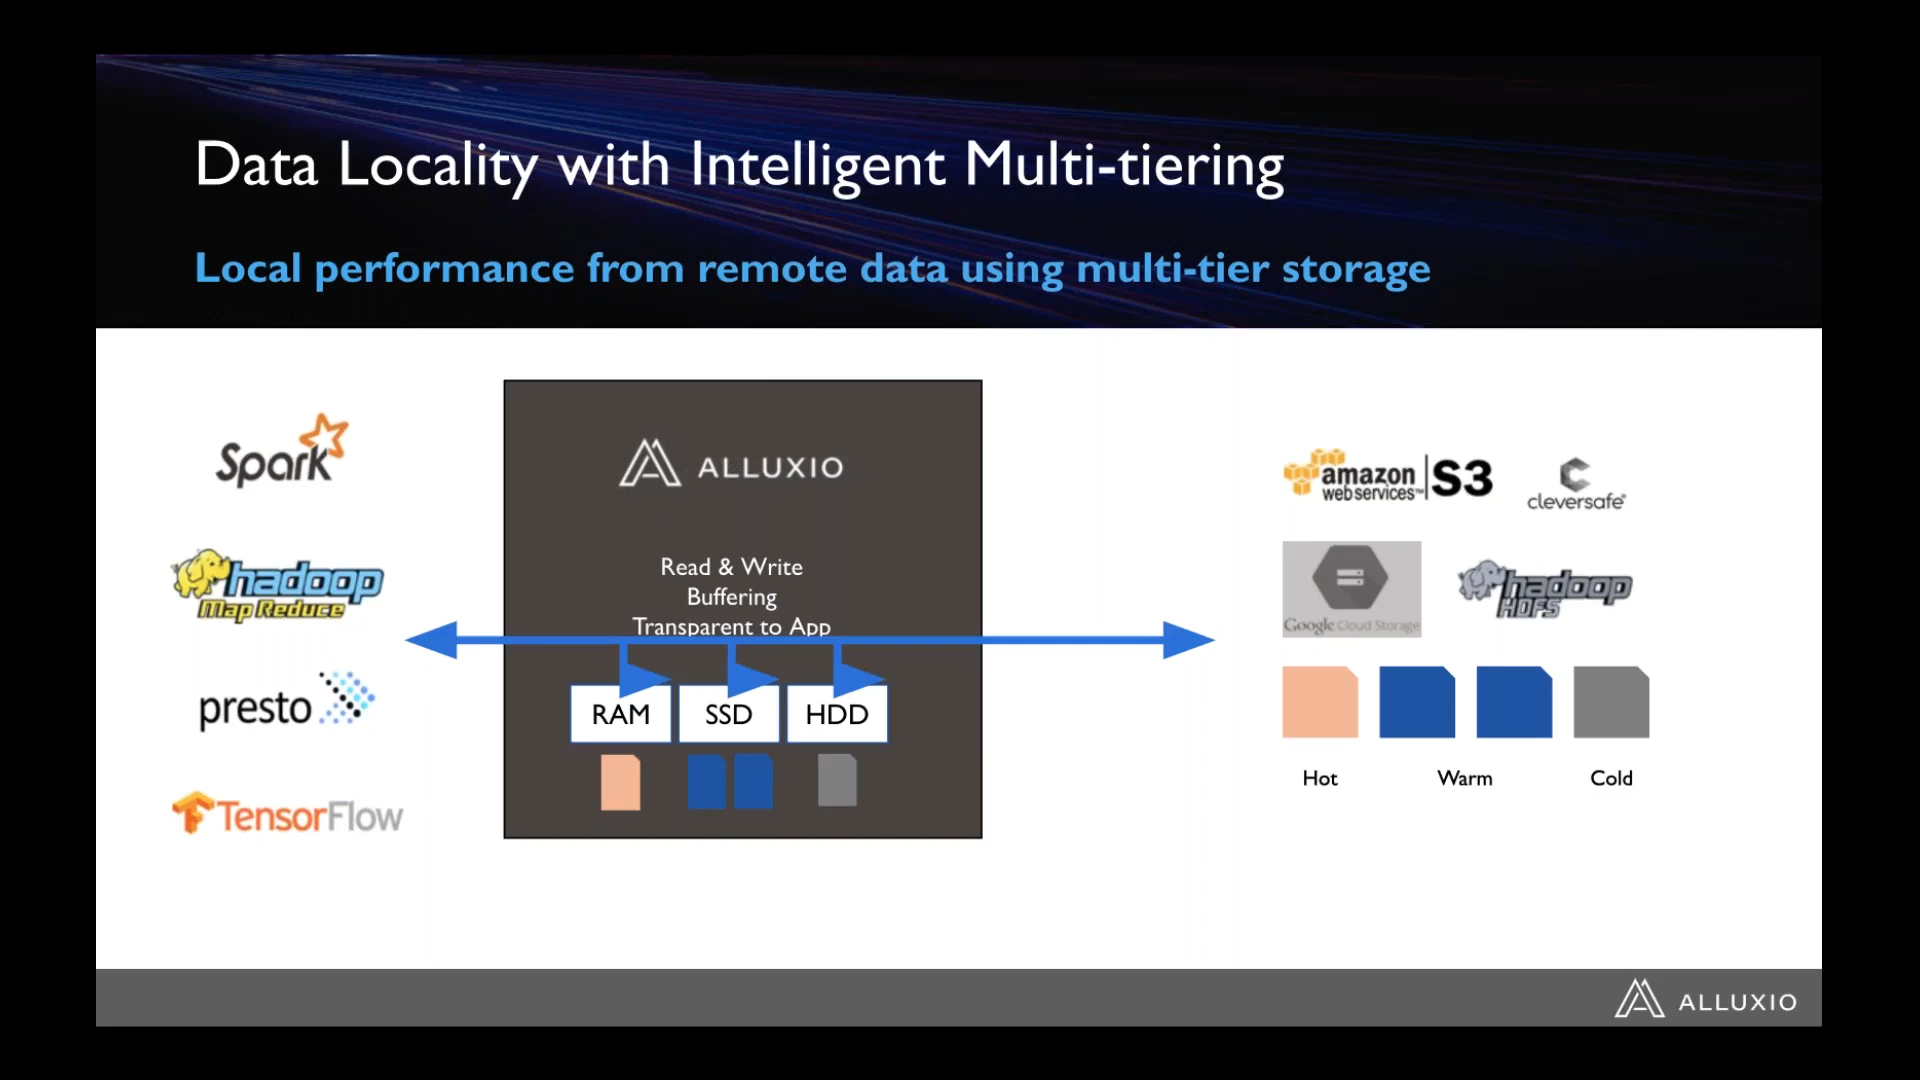 Data Locality with Intelligent Multi-tiering
Local performance from remote data using multi-tier storage
Spark
hadoop
Map Reduce
presto
TensorFlow
ALLUXIO
Read & Write
Buffering
Transparent to App
RAM SSD HDD
amazon
web services™
S3
cleversafe
Google Cloud Storage
hadoop
HDFS
Hot Warm Cold
ALLUXIO